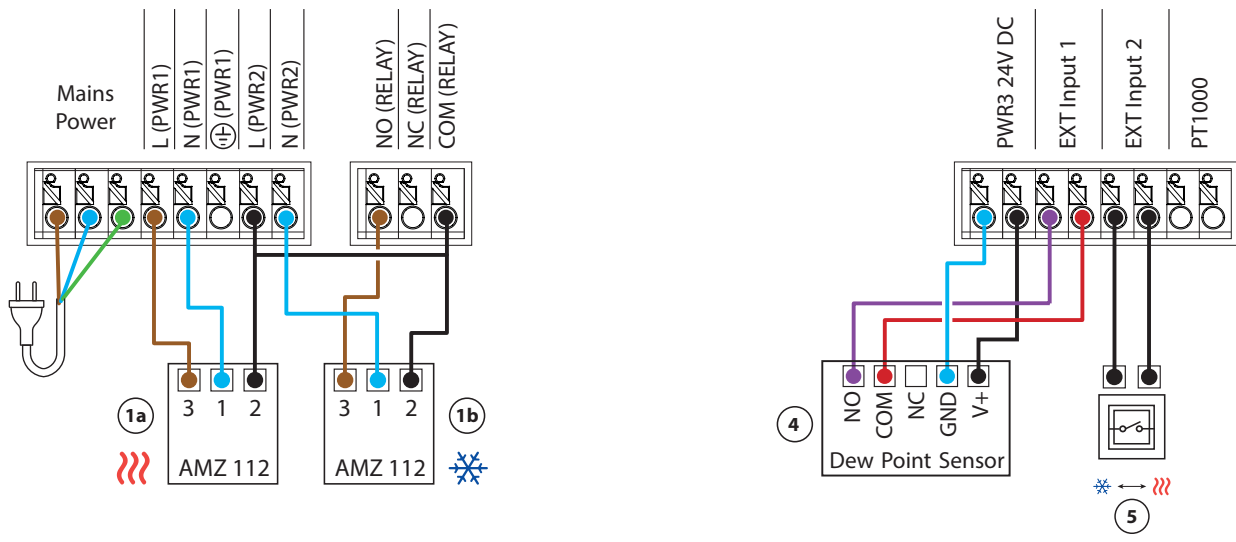 Mains
Power
L (PWR1)
N (PWR1)
(PWR1)
L (PWR2)
N (PWR2)
NO (RELAY)
NC (RELAY)
COM (RELAY)
PWR3 24V DC
EXT Input 1
EXT Input 2
PT1000
1a
3 1 2
AMZ 112
3 1 2
AMZ 112
1b
4
NO
COM
NC
GND
V+
Dew Point Sensor
5